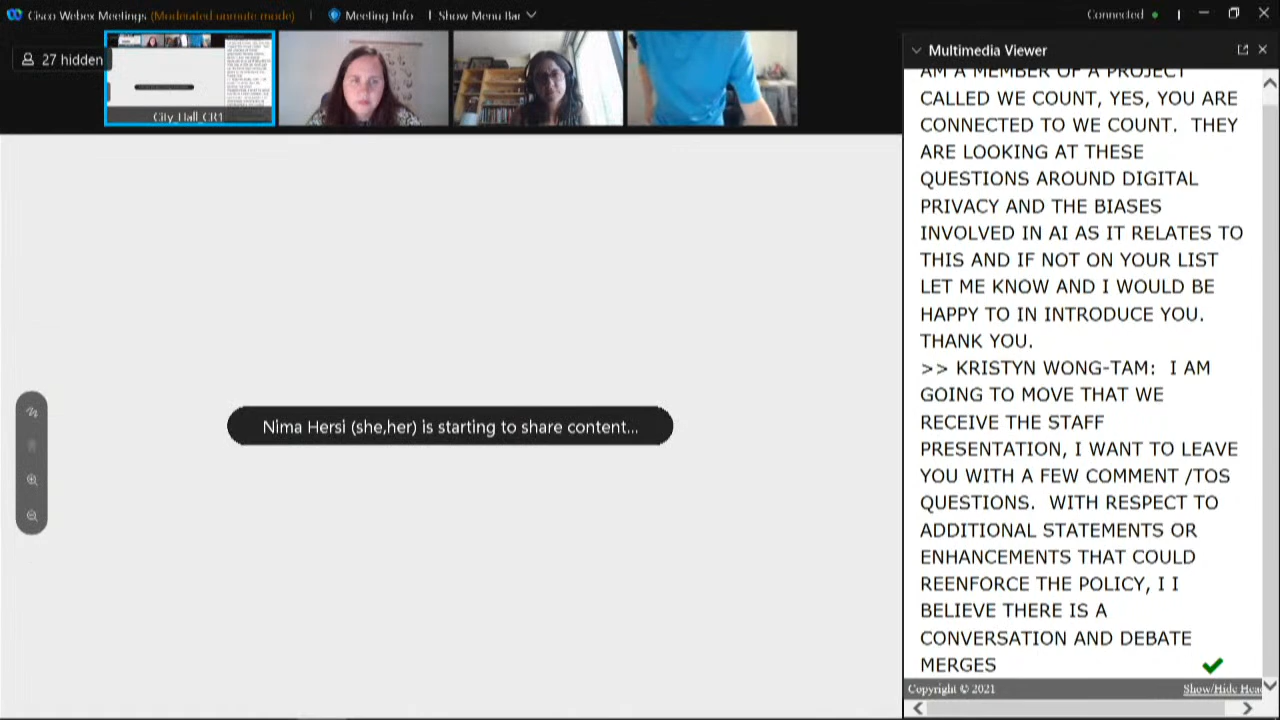 Cisco Webex Meetings (Moderated unmute mode) | Meeting Info | Show Menu Bar
Connected
27 hidden
City_Hall_CR1
Nima Hersi (she,her) is starting to share content...
Multimedia Viewer
AM A MEMBER OF A PROJECT
CALLED WE COUNT, YES, YOU ARE
CONNECTED TO WE COUNT. THEY
ARE LOOKING AT THESE
QUESTIONS AROUND DIGITAL
PRIVACY AND THE BIASES
INVOLVED IN AI AS IT RELATES TO
THIS AND IF NOT ON YOUR LIST
LET ME KNOW AND I WOULD BE
HAPPY TO IN INTRODUCE YOU.
THANK YOU.
>> KRISTYN WONG-TAM: I AM
GOING TO MOVE THAT WE
RECEIVE THE STAFF
PRESENTATION, I WANT TO LEAVE
YOU WITH A FEW COMMENT /TOS
QUESTIONS. WITH RESPECT TO
ADDITIONAL STATEMENTS OR
ENHANCEMENTS THAT COULD
REENFORCE THE POLICY, I I
BELIEVE THERE IS A
CONVERSATION AND DEBATE
MERGES
Copyright © 2021
Show/Hide Hea